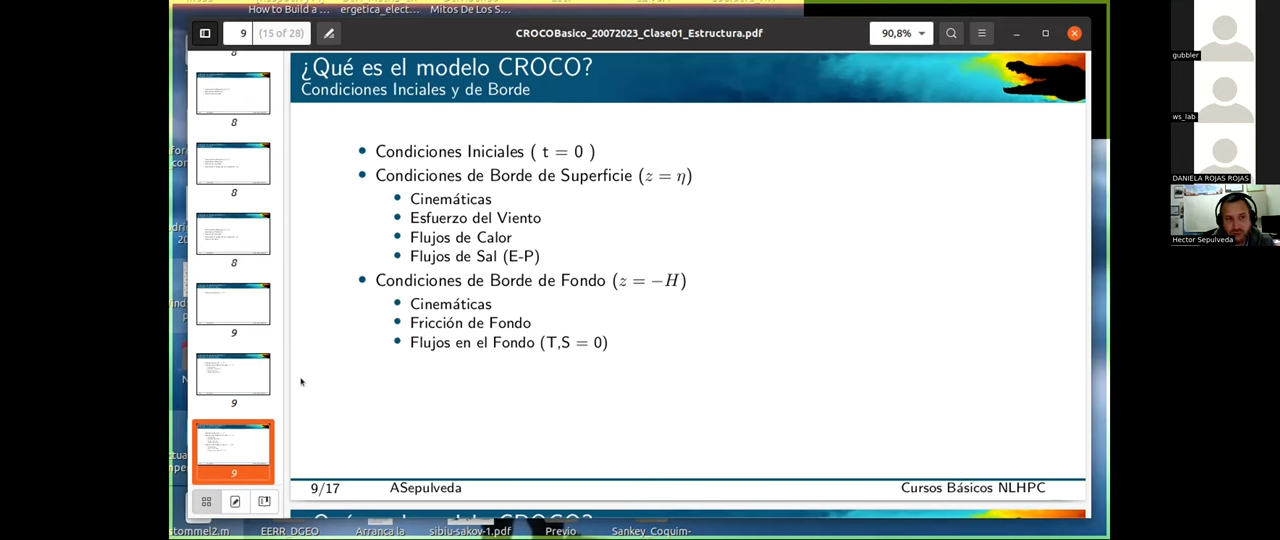 How to Build a ...
ergetica_elect...
Mitos De Los S...
9
(15 of 28)
CROCOBasico_20072023_Clase01_Estructura.pdf
90,8%
¿Qué es el modelo CROCO?
Condiciones Iniciales y de Borde
Condiciones Iniciales ( t = 0 )
Condiciones de Borde de Superficie (z = η)
Cinemáticas
Esfuerzo del Viento
Flujos de Calor
Flujos de Sal (E-P)
Condiciones de Borde de Fondo (z = −H)
Cinemáticas
Fricción de Fondo
Flujos en el Fondo (T,S = 0)
9/17
ASepulveda
Cursos Básicos NLHPC
8
8
8
9
9
9
stommel2.m
EERR_DGEO
Arranca la
sibiu-sakov-1.pdf
Previo
Sankey_Coquim-
gubbler
ws_lab
DANIELA ROJAS ROJAS
Hector Sepulveda